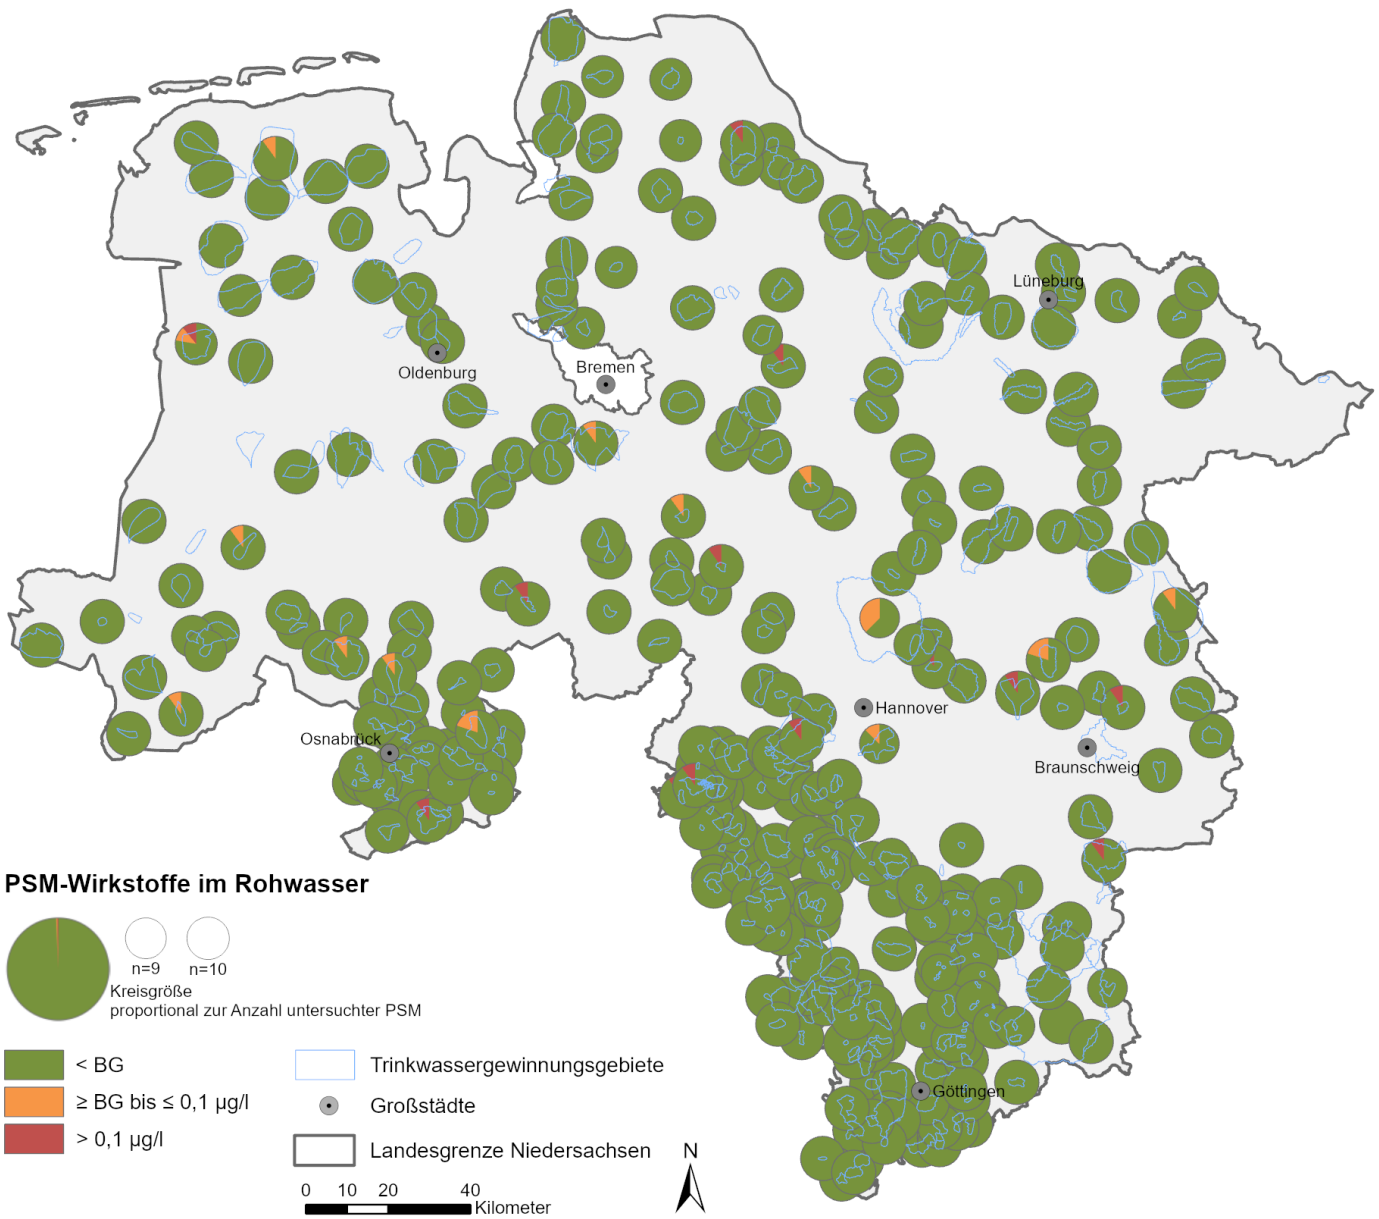 Lüneburg
Bremen
Oldenburg
Hannover
Osnabrück
Braunschweig
Göttingen
PSM-Wirkstoffe im Rohwasser
n=9
n=10
Kreisgröße
proportional zur Anzahl untersuchter PSM
< BG
≥ BG bis ≤ 0,1 µg/l
> 0,1 µg/l
Trinkwassergewinnungsgebiete
Großstädte
Landesgrenze Niedersachsen
0 10 20 40
Kilometer
N